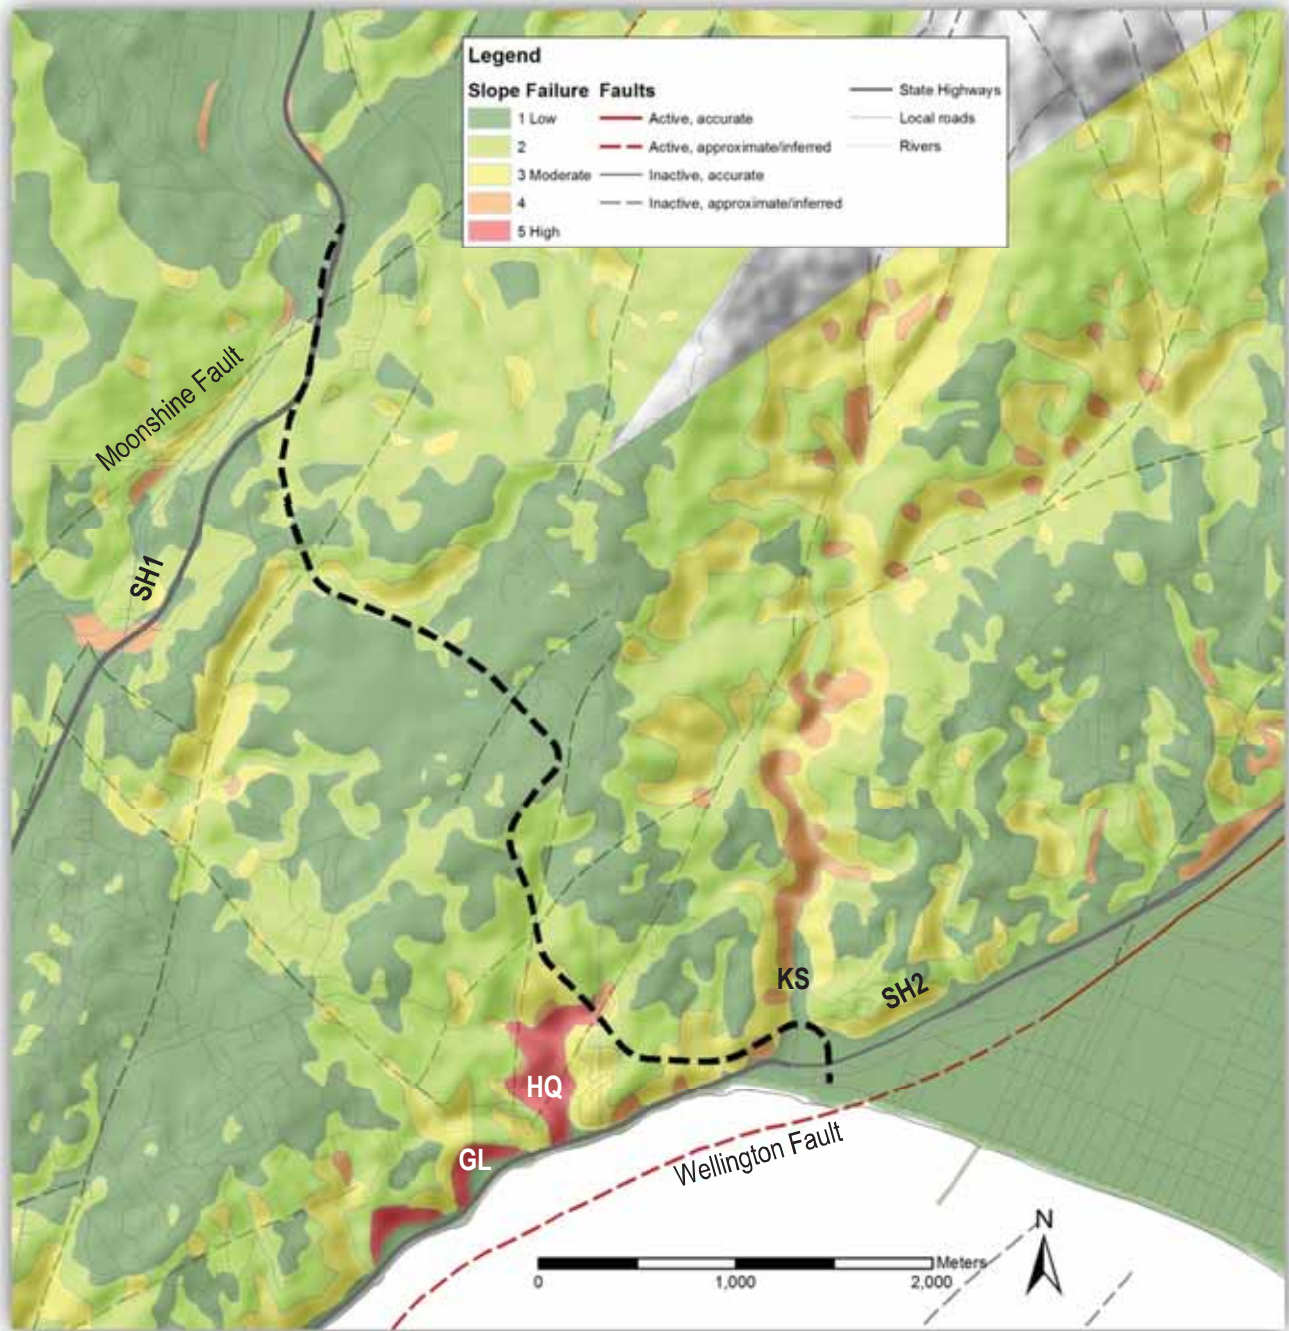 Legend
Slope Failure
1 Low
2
3 Moderate
4
5 High
Faults
Active, accurate
Active, approximate/inferred
Inactive, accurate
Inactive, approximate/inferred
State Highways
Local roads
Rivers
Moonshine Fault
SH1
KS
SH2
HQ
GL
Wellington Fault
N
Meters
0 1,000 2,000